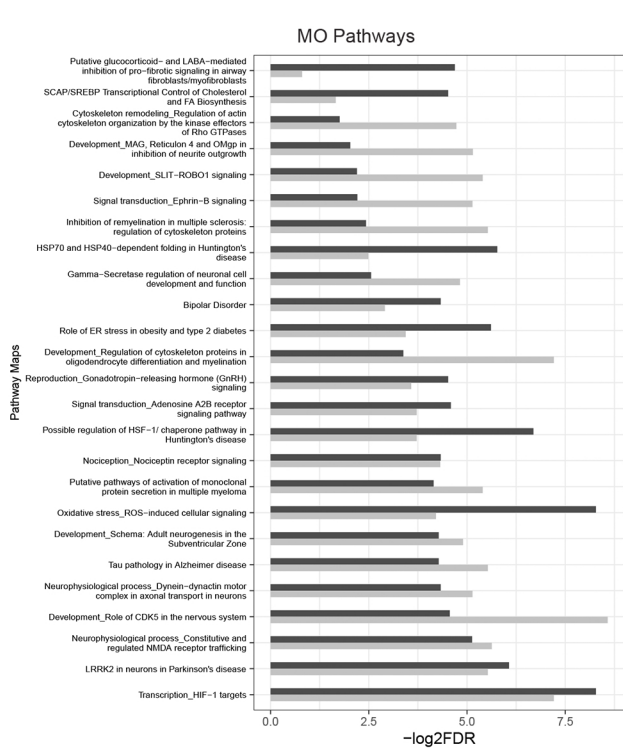 MO Pathways
Putative glucocorticoid− and LABA−mediated
inhibition of pro−fibrotic signaling in airway
fibroblasts/myofibroblasts
SCAP/SREBP Transcriptional Control of Cholesterol
and FA Biosynthesis
Cytoskeleton remodeling_Regulation of actin
cytoskeleton organization by the kinase effectors
of Rho GTPases
Development_MAG, Reticulon 4 and OMgp in
inhibition of neurite outgrowth
Development_SLIT−ROBO1 signaling
Signal transduction_Ephrin−B signaling
Inhibition of remyelination in multiple sclerosis:
regulation of cytoskeleton proteins
HSP70 and HSP40−dependent folding in Huntington's
disease
Gamma−Secretase regulation of neuronal cell
development and function
Bipolar Disorder
Role of ER stress in obesity and type 2 diabetes
Development_Regulation of cytoskeleton proteins in
oligodendrocyte differentiation and myelination
Reproduction_Gonadotropin−releasing hormone (GnRH)
signaling
Signal transduction_Adenosine A2B receptor
signaling pathway
Possible regulation of HSF−1/ chaperone pathway in
Huntington's disease
Nociception_Nociceptin receptor signaling
Putative pathways of activation of monoclonal
protein secretion in multiple myeloma
Oxidative stress_ROS−induced cellular signaling
Development_Schema: Adult neurogenesis in the
Subventricular Zone
Tau pathology in Alzheimer disease
Neurophysiological process_Dynein−dynactin motor
complex in axonal transport in neurons
Development_Role of CDK5 in the nervous system
Neurophysiological process_Constitutive and
regulated NMDA receptor trafficking
LRRK2 in neurons in Parkinson's disease
Transcription_HIF−1 targets
Pathway Maps
0.0 2.5 5.0 7.5
−log2FDR